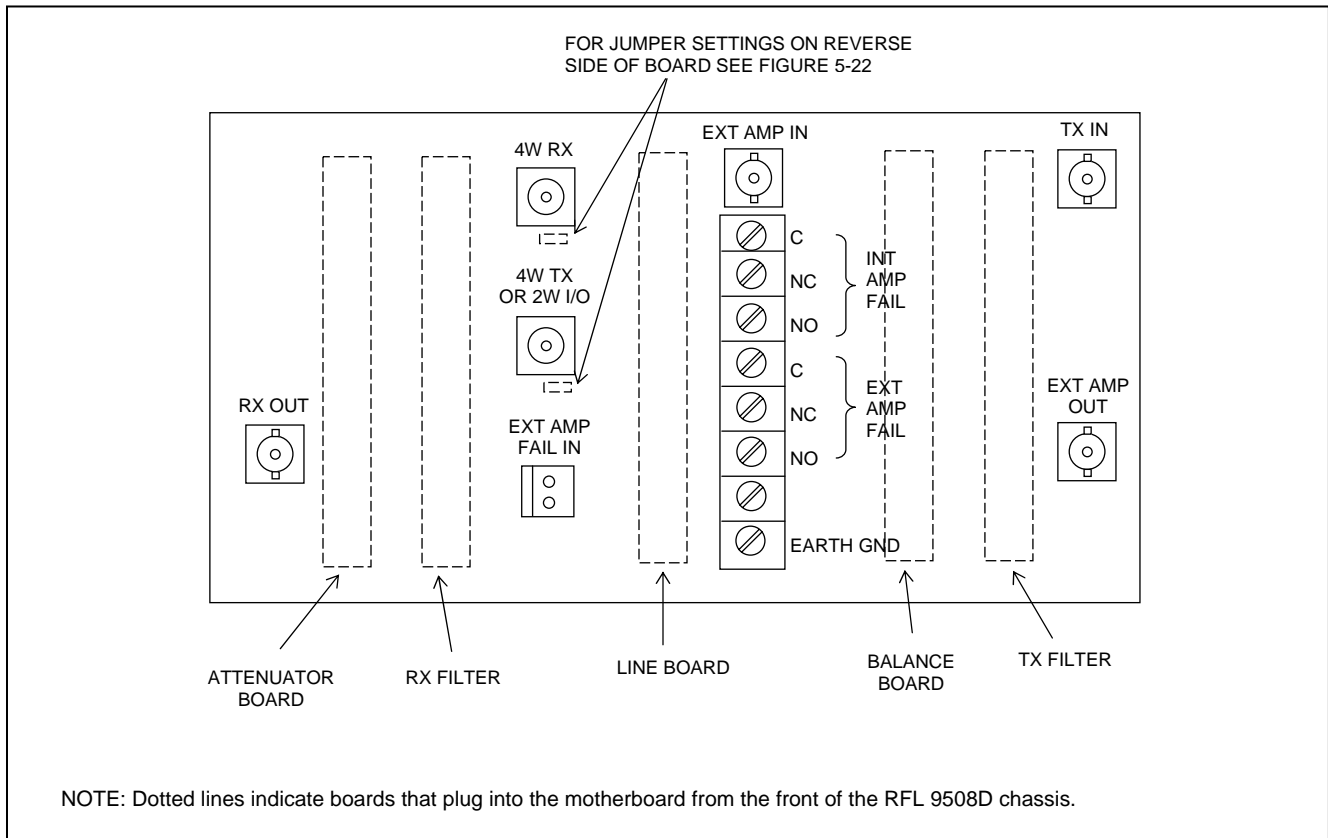 FOR JUMPER SETTINGS ON REVERSE
SIDE OF BOARD SEE FIGURE 5-22
EXT AMP IN
TX IN
4W RX
C
NC
NO
INT
AMP
FAIL
4W TX
OR 2W I/O
C
NC
NO
EXT
AMP
FAIL
RX OUT
EXT AMP
FAIL IN
EXT AMP
OUT
EARTH GND
ATTENUATOR
BOARD
RX FILTER
LINE BOARD
BALANCE
BOARD
TX FILTER
NOTE: Dotted lines indicate boards that plug into the motherboard from the front of the RFL 9508D chassis.